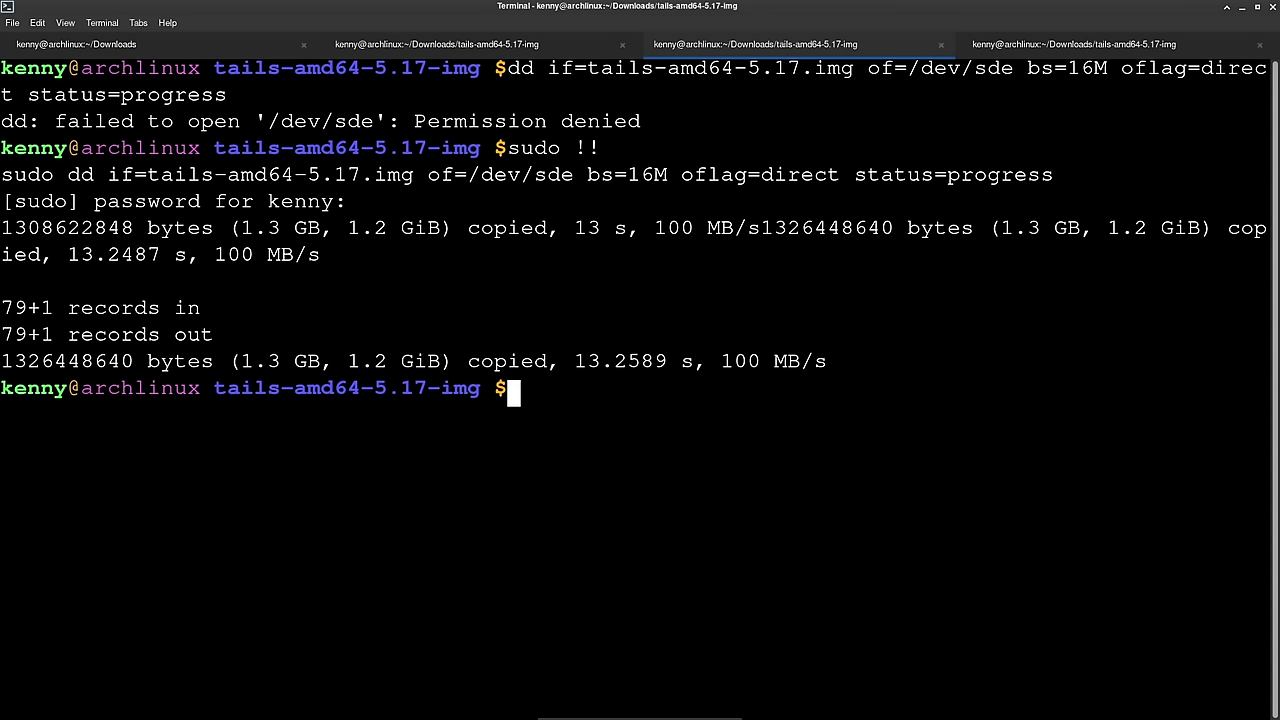 Terminal - kenny@archlinux:~/Downloads/tails-amd64-5.17-img
File Edit View Terminal Tabs Help
kenny@archlinux:~/Downloads kenny@archlinux:~/Downloads/tails-amd64-5.17-img kenny@archlinux:~/Downloads/tails-amd64-5.17-img kenny@archlinux:~/Downloads/tails-amd64-5.17-img
kenny@archlinux tails-amd64-5.17-img $dd if=tails-amd64-5.17.img of=/dev/sde bs=16M oflag=direc
t status=progress
dd: failed to open '/dev/sde': Permission denied
kenny@archlinux tails-amd64-5.17-img $sudo !!
sudo dd if=tails-amd64-5.17.img of=/dev/sde bs=16M oflag=direct status=progress
[sudo] password for kenny:
1308622848 bytes (1.3 GB, 1.2 GiB) copied, 13 s, 100 MB/s1326448640 bytes (1.3 GB, 1.2 GiB) cop
ied, 13.2487 s, 100 MB/s
79+1 records in
79+1 records out
1326448640 bytes (1.3 GB, 1.2 GiB) copied, 13.2589 s, 100 MB/s
kenny@archlinux tails-amd64-5.17-img $